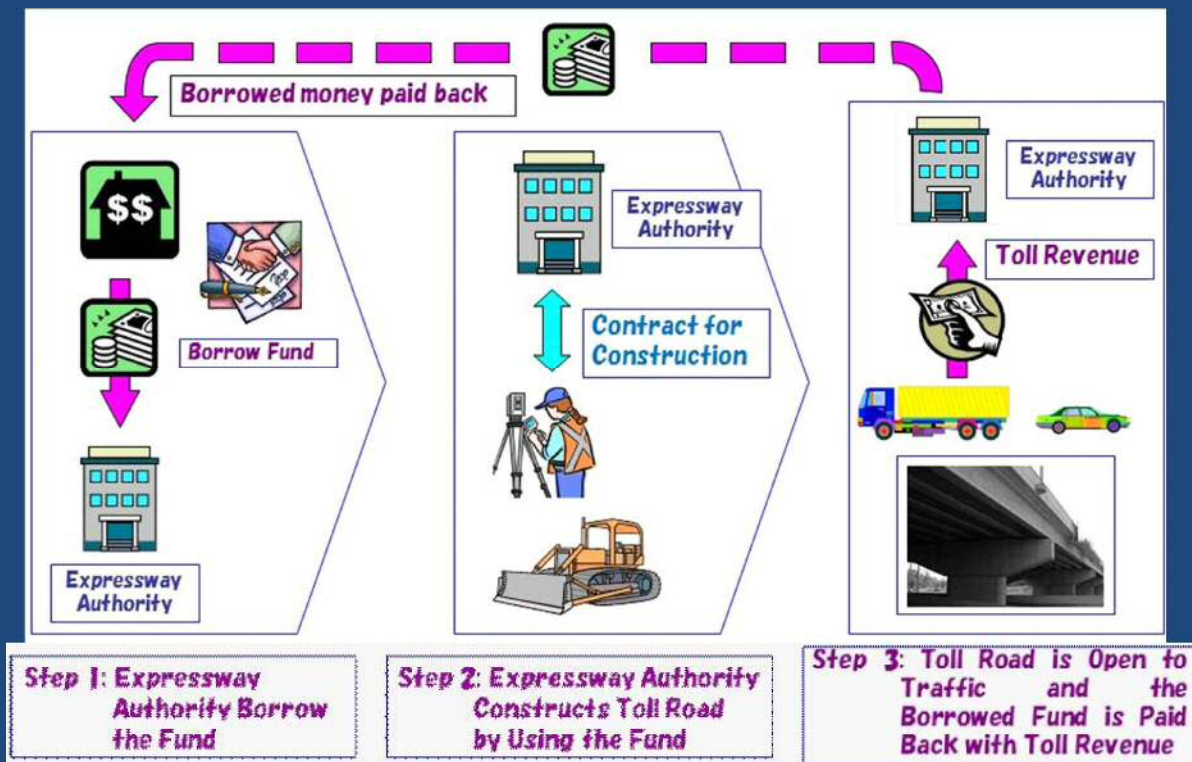 Borrowed money paid back
$$
Borrow Fund
Expressway
Authority
Expressway
Authority
Contract for
Construction
Expressway
Authority
Toll Revenue
Step 1: Expressway
Authority Borrow
the Fund
Step 2: Expressway Authority
Constructs Toll Road
by Using the Fund
Step 3: Toll Road is Open to
Traffic and the
Borrowed Fund is Paid
Back with Toll Revenue